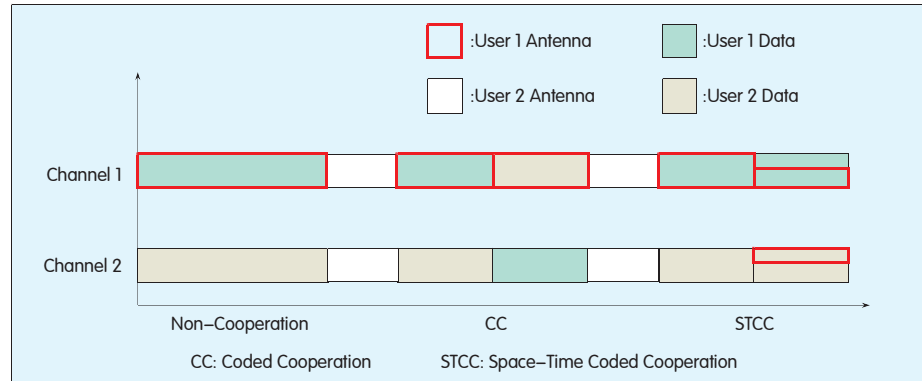 :User 1 Antenna :User 1 Data
:User 2 Antenna :User 2 Data
Channel 1
Channel 2
Non–Cooperation CC STCC
CC: Coded Cooperation STCC: Space–Time Coded Cooperation